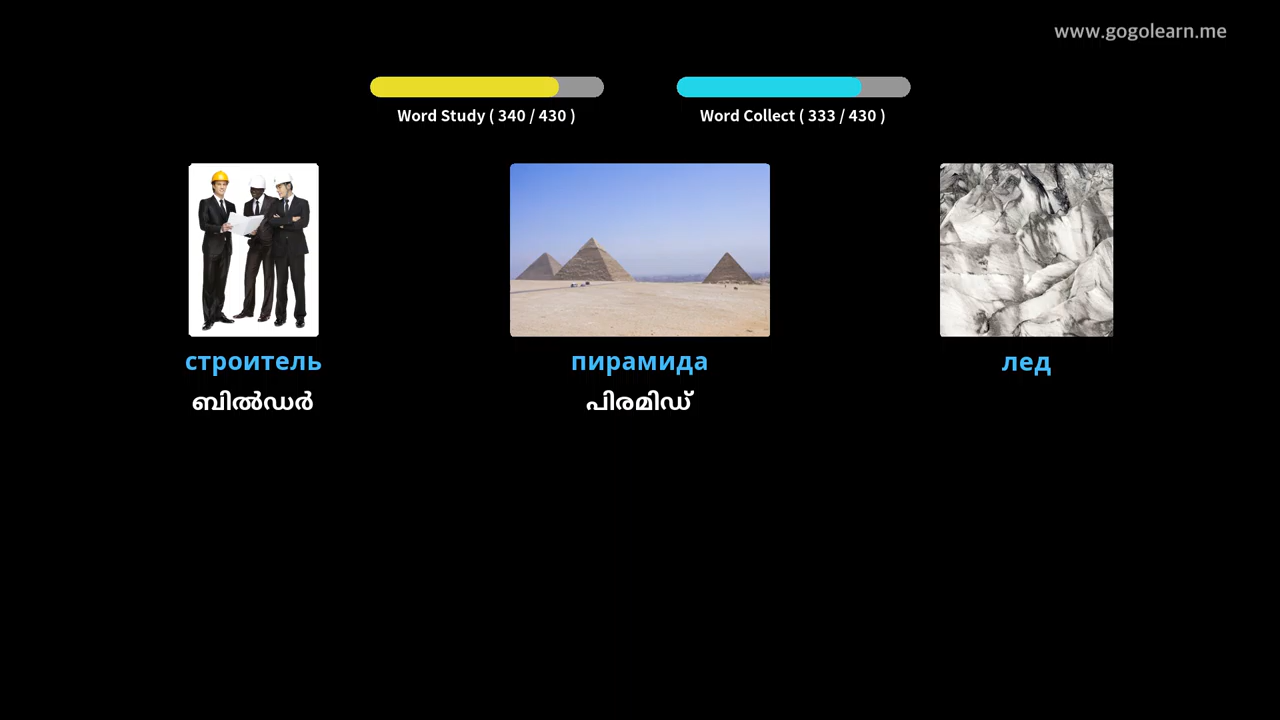 www.gogolearn.me
Word Study ( 340 / 430 )
Word Collect ( 333 / 430 )
строитель
пирамида
лед
ബിൽഡർ
പിരമിഡ്